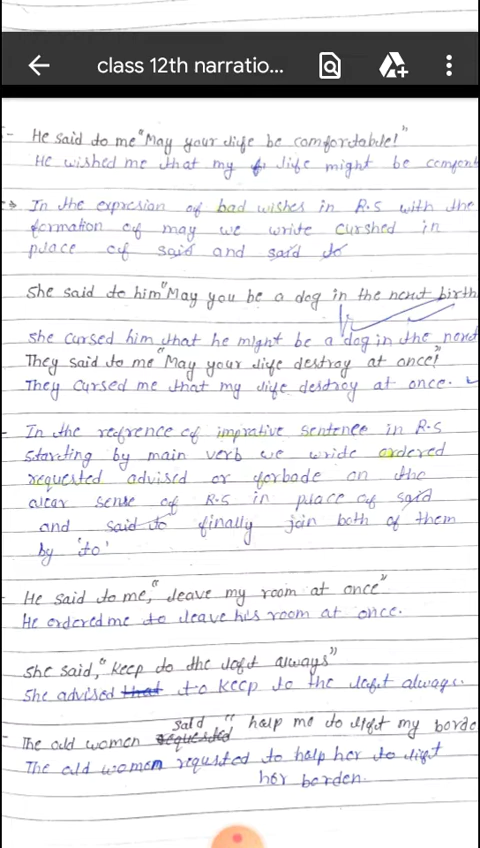 class 12th narratio...
:- He said to me "May your life be comfortable!"
He wished me that my life might be comfort
In the expresion of bad wishes in R.S with the
formation of may we write curshed in
place of said and said to
She said to him "May you be a dog in the next birth
She cursed him that he might be a dog in the next
They said to me "May your life destray at once!"
They cursed me that my life destroy at once.
- In the refrence of imprative sentence in R.S
starting by main verb we write ordered
requested advised or forbode on the
sense of R.S in place of said
and said to finally join both of them
by 'to'
- He said to me, "leave my room at once"
He ordered me to leave his room at once.
She said, "keep to the left always"
She advised that to keep to the left always.
- The old women requested said "help me to lift my borde
The old women requsted to help her to lift
her borden.